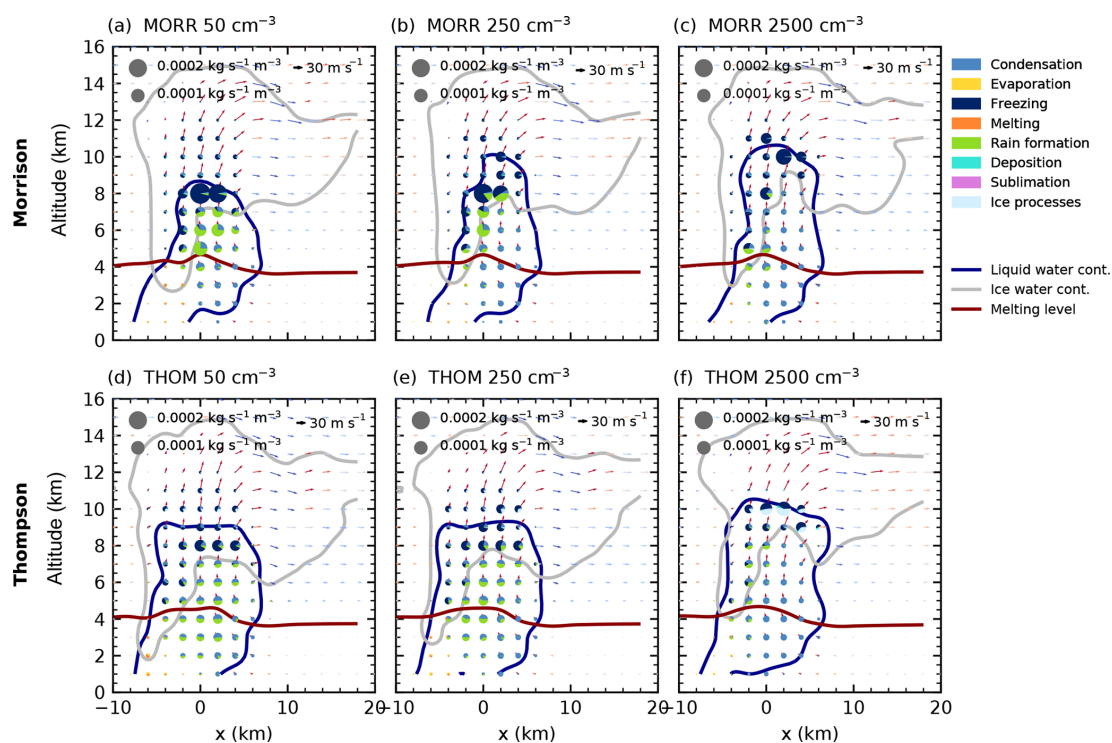 (a) MORR 50 cm⁻³
(b) MORR 250 cm⁻³
(c) MORR 2500 cm⁻³
16
14
12
10
8
6
4
2
0
Altitude (km)
Morrison
0.0002 kg s⁻¹ m⁻³
30 m s⁻¹
0.0001 kg s⁻¹ m⁻³
0.0002 kg s⁻¹ m⁻³
30 m s⁻¹
0.0001 kg s⁻¹ m⁻³
0.0002 kg s⁻¹ m⁻³
30 m s⁻¹
0.0001 kg s⁻¹ m⁻³
Condensation
Evaporation
Freezing
Melting
Rain formation
Deposition
Sublimation
Ice processes
Liquid water cont.
Ice water cont.
Melting level
(d) THOM 50 cm⁻³
(e) THOM 250 cm⁻³
(f) THOM 2500 cm⁻³
16
14
12
10
8
6
4
2
0
Altitude (km)
Thompson
0.0002 kg s⁻¹ m⁻³
30 m s⁻¹
0.0001 kg s⁻¹ m⁻³
0.0002 kg s⁻¹ m⁻³
30 m s⁻¹
0.0001 kg s⁻¹ m⁻³
0.0002 kg s⁻¹ m⁻³
30 m s⁻¹
0.0001 kg s⁻¹ m⁻³
−10 0 10 20
−10 0 10 20
−10 0 10 20
x (km)
x (km)
x (km)